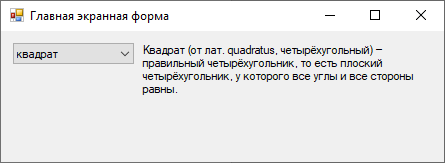 Главная экранная форма
квадрат
Квадрат (от лат. quadratus, четырёхугольный) –
правильный четырёхугольник, то есть плоский
четырёхугольник, у которого все углы и все стороны
равны.